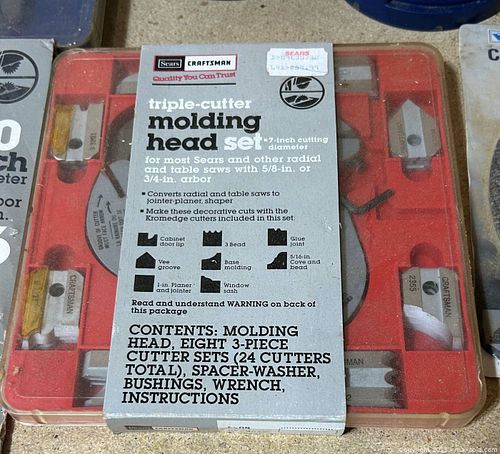 Sears CRAFTSMAN
Quality You Can Trust
SEARS
triple-cutter
molding
head set • 7-inch cutting
diameter
for most Sears and other radial
and table saws with 5/8-in. or
3/4-in. arbor
• Converts radial and table saws to
jointer-planer, shaper
• Make these decorative cuts with the
Kromedge cutters included in this set
Cabinet
door lip
3 Bead
Glue
joint
Vee
groove
Base
molding
5/16-in.
Cove and
bead
1-in. Planer
and jointer
Window
sash
Read and understand WARNING on back of
this package
CONTENTS: MOLDING
HEAD, EIGHT 3-PIECE
CUTTER SETS (24 CUTTERS
TOTAL), SPACER-WASHER,
BUSHINGS, WRENCH,
INSTRUCTIONS
CRAFTSMAN
CRAFTSMAN
2355